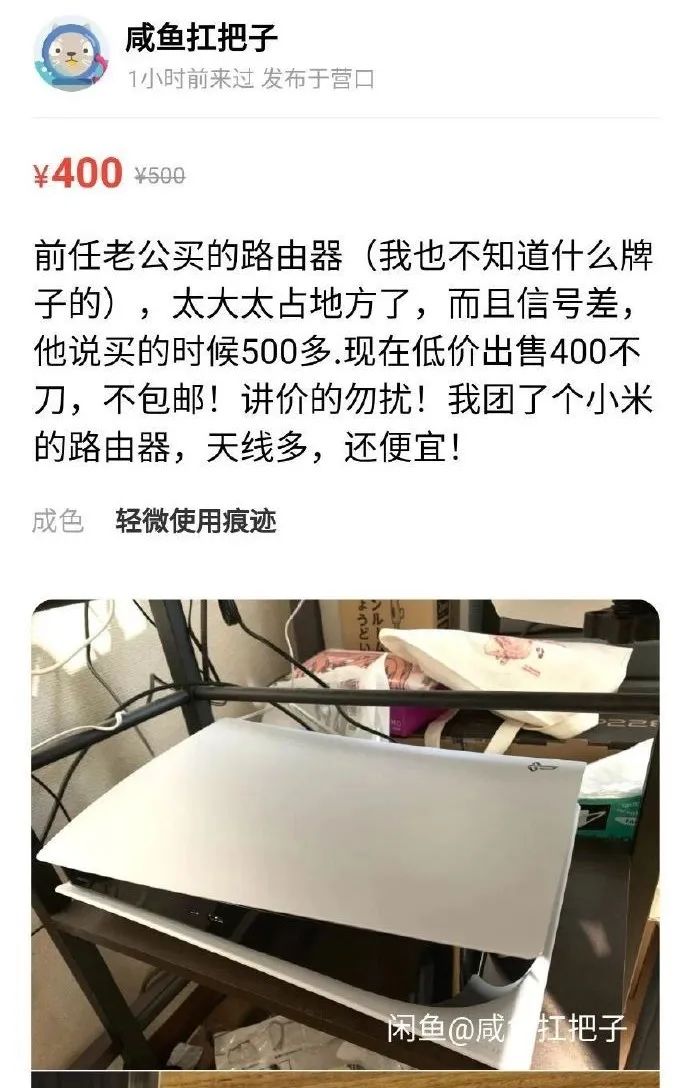 咸鱼扛把子
1小时前来过 发布于营口
¥400 ¥500
前任老公买的路由器（我也不知道什么牌
子的），太大太占地方了，而且信号差，
他说买的时候500多.现在低价出售400不
刀，不包邮！讲价的勿扰！我团了个小米
的路由器，天线多，还便宜！
成色 轻微使用痕迹
闲鱼@咸鱼扛把子